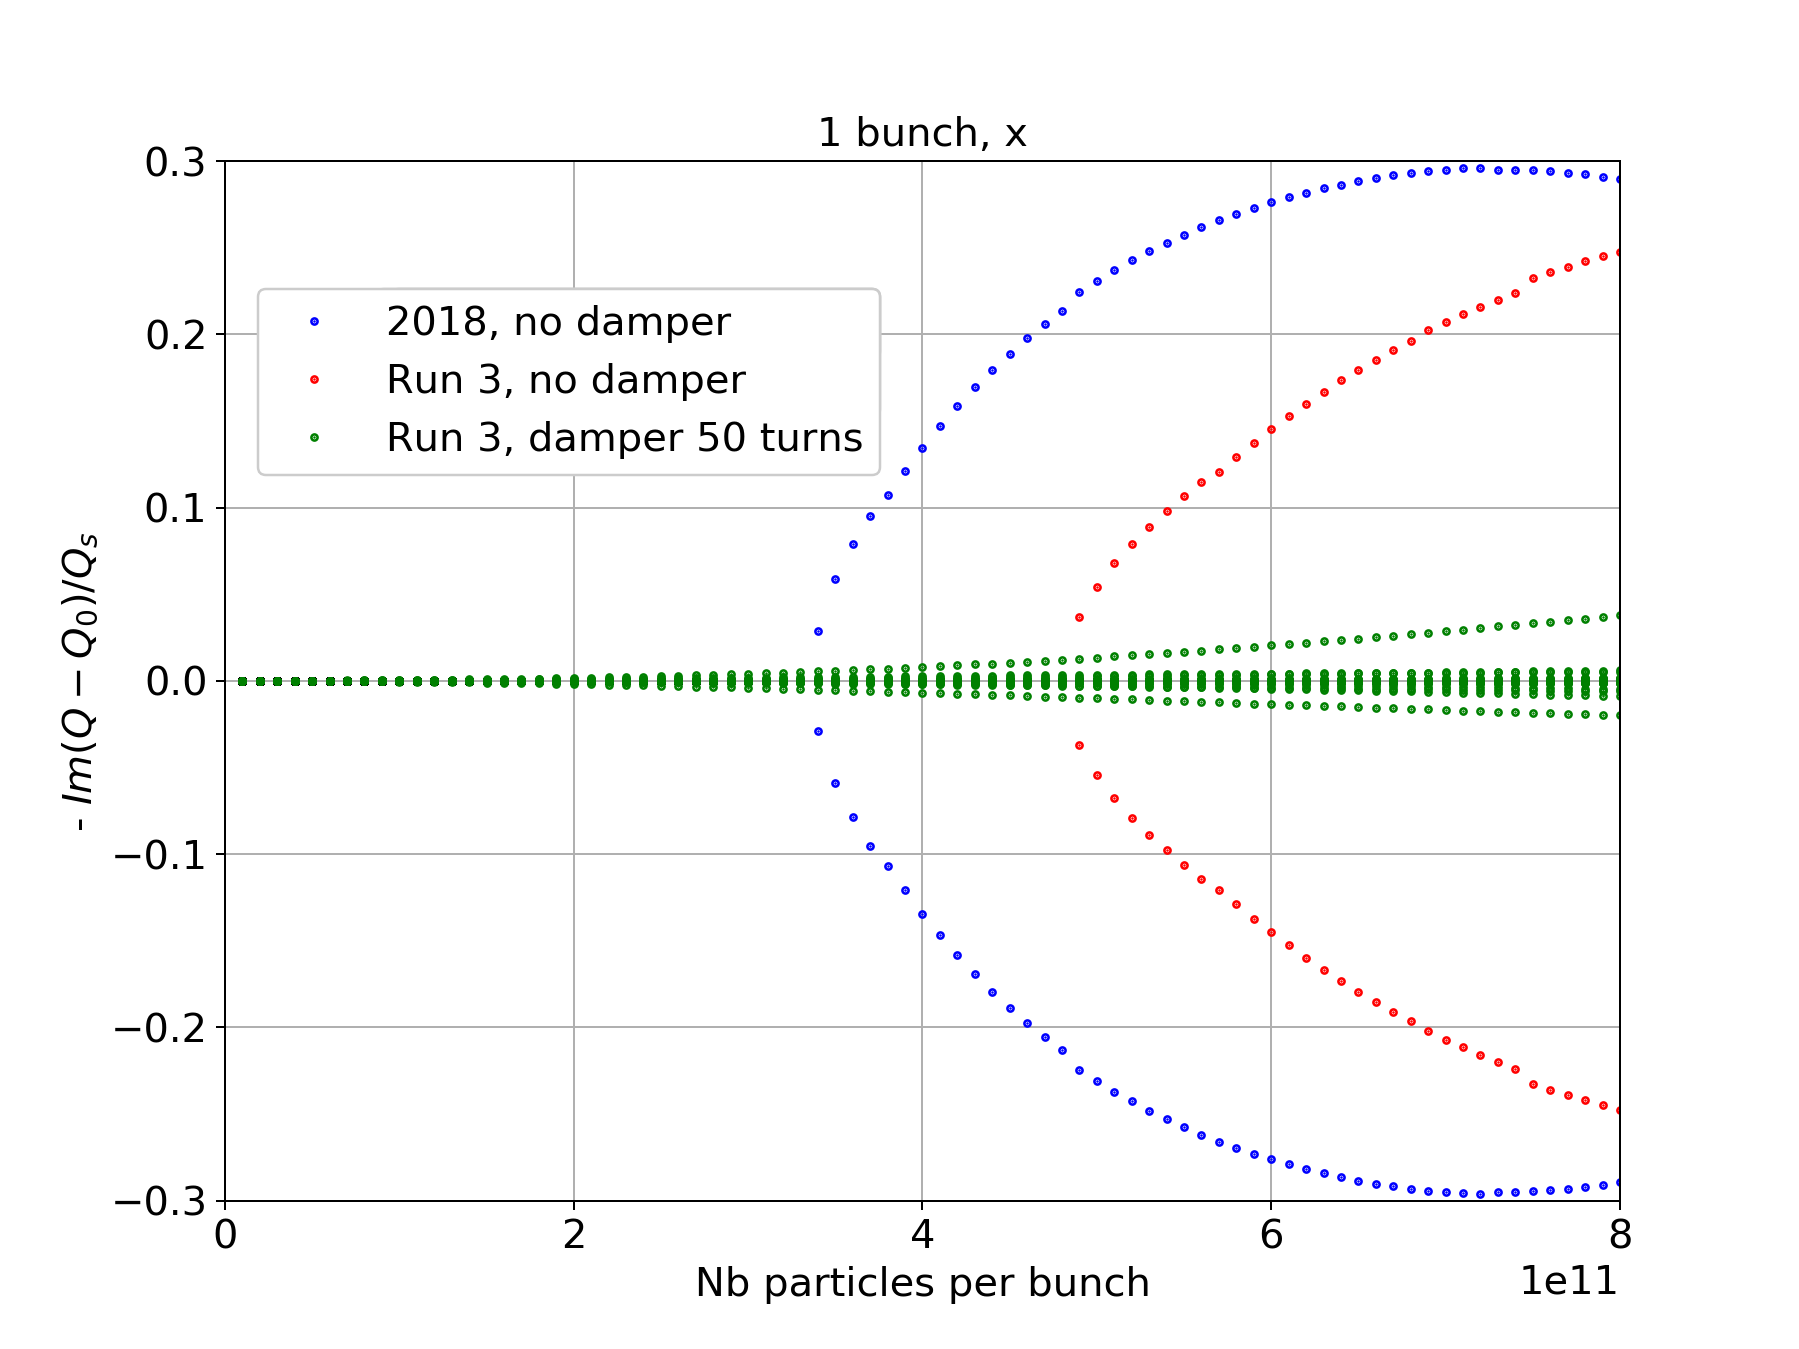 1 bunch, x
0.3
0.2
0.1
0.0
−0.1
−0.2
−0.3
- Im(Q − Q₀)/Qₛ
2018, no damper
Run 3, no damper
Run 3, damper 50 turns
0 2 4 6 8
1e11
Nb particles per bunch